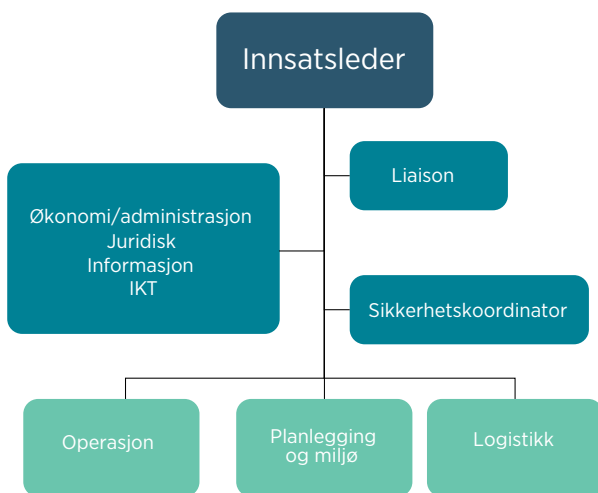 Innsatsleder
Liaison
Økonomi/administrasjon
Juridisk
Informasjon
IKT
Sikkerhetskoordinator
Operasjon
Planlegging
og miljø
Logistikk